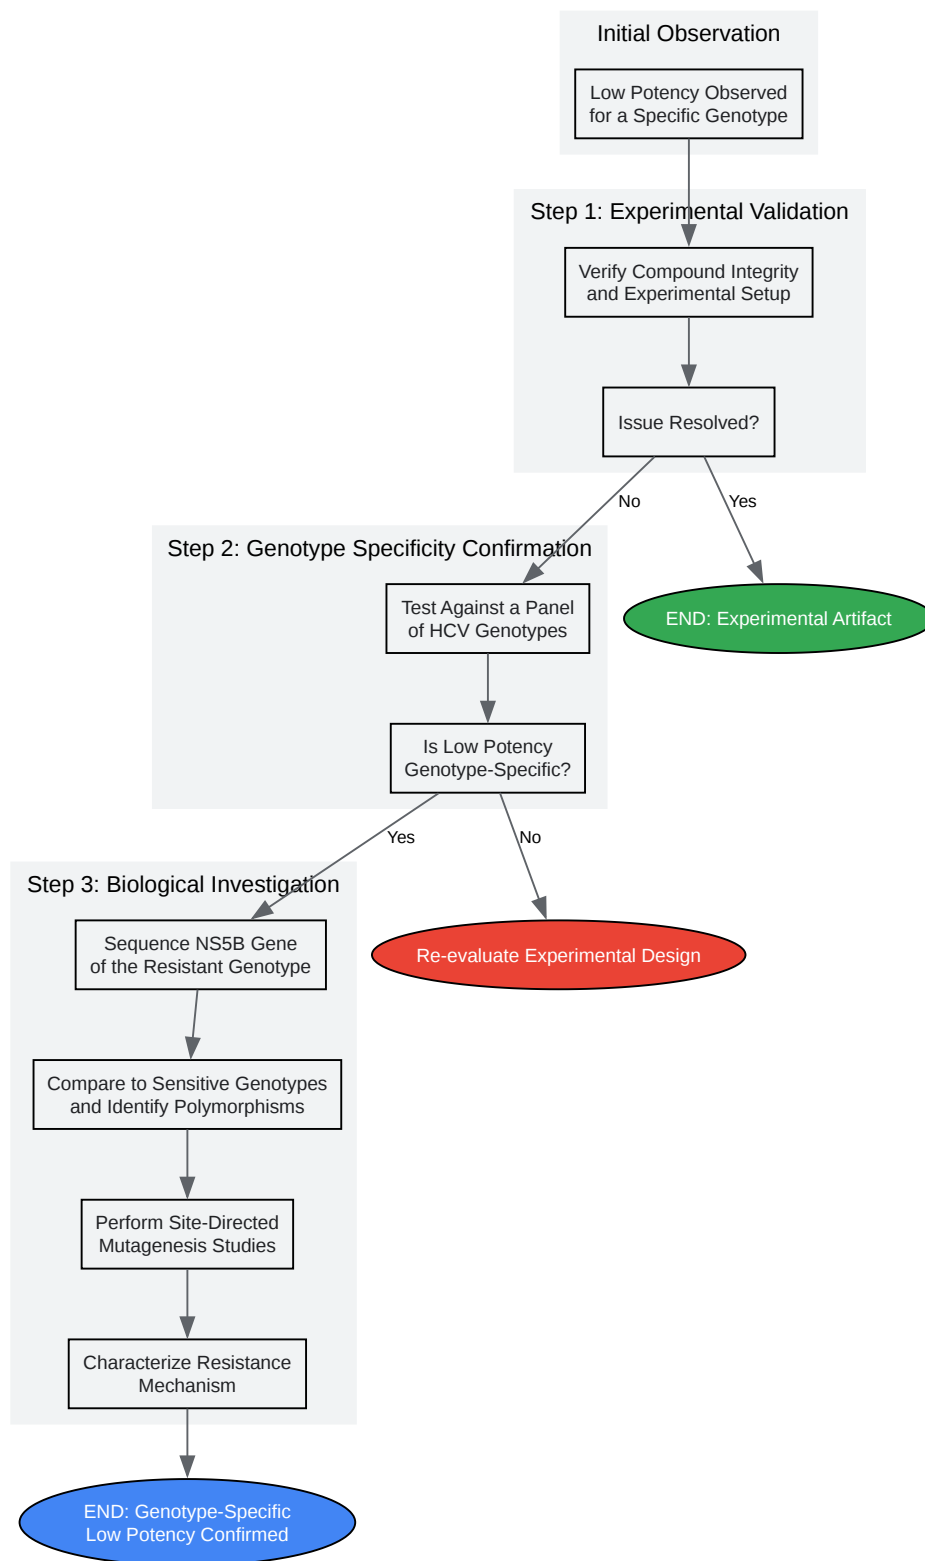 Initial Observation
Low Potency Observed
for a Specific Genotype
Step 1: Experimental Validation
Verify Compound Integrity
and Experimental Setup
Issue Resolved?
No
Yes
Step 2: Genotype Specificity Confirmation
Test Against a Panel
of HCV Genotypes
END: Experimental Artifact
Is Low Potency
Genotype-Specific?
Yes
No
Step 3: Biological Investigation
Sequence NS5B Gene
of the Resistant Genotype
Re-evaluate Experimental Design
Compare to Sensitive Genotypes
and Identify Polymorphisms
Perform Site-Directed
Mutagenesis Studies
Characterize Resistance
Mechanism
END: Genotype-Specific
Low Potency Confirmed